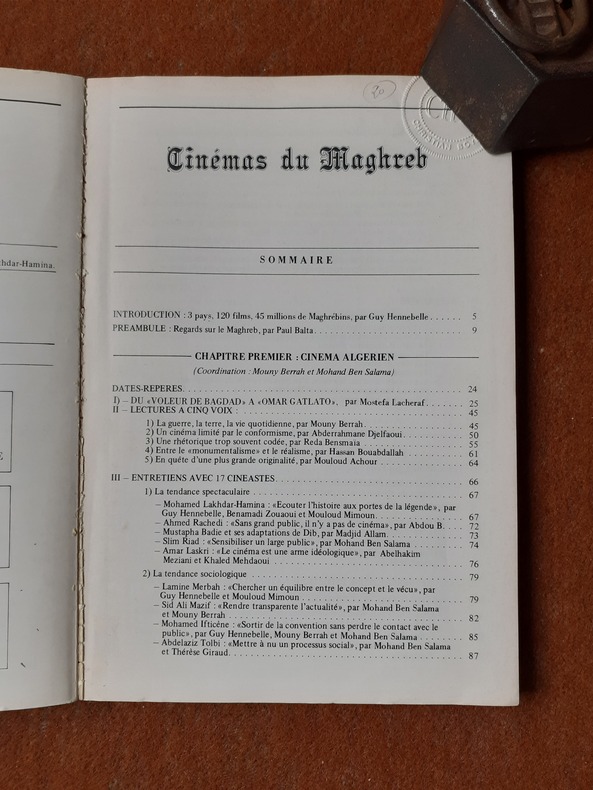 20
Cinémas du Maghreb
hdar-Hamina.
SOMMAIRE
INTRODUCTION : 3 pays, 120 films, 45 millions de Maghrébins, par Guy Hennebelle . . . . . . 5
PREAMBULE : Regards sur le Maghreb, par Paul Balta. . . . . . 9
CHAPITRE PREMIER : CINEMA ALGERIEN
(Coordination : Mouny Berrah et Mohand Ben Salama)
DATES-REPERES. . . . . . 24
I) – DU «VOLEUR DE BAGDAD» A «OMAR GATLATO», par Mostefa Lacheraf. . . . . . 25
II – LECTURES A CINQ VOIX : . . . . . . 45
1) La guerre, la terre, la vie quotidienne, par Mouny Berrah. . . . . . 45
2) Un cinéma limité par le conformisme, par Abderrahmane Djelfaoui. . . . . . 50
3) Une rhétorique trop souvent codée, par Reda Bensmaia . . . . . . 55
4) Entre le «monumentalisme» et le réalisme, par Hassan Bouabdallah . . . . . . 61
5) En quête d'une plus grande originalité, par Mouloud Achour . . . . . . 64
III – ENTRETIENS AVEC 17 CINEASTES. . . . . . 66
1) La tendance spectaculaire . . . . . . 67
– Mohamed Lakhdar-Hamina : «Ecouter l'histoire aux portes de la légende», par
Guy Hennebelle, Benamadi Zouaoui et Mouloud Mimoun. . . . . . 67
– Ahmed Rachedi : «Sans grand public, il n'y a pas de cinéma», par Abdou B. . . . . . 72
– Mustapha Badie et ses adaptations de Dib, par Madjid Allam. . . . . . 73
– Slim Riad : «Sensibiliser un large public», par Mohand Ben Salama . . . . . . 74
– Amar Laskri : «Le cinéma est une arme idéologique», par Abelhakim
Meziani et Khaled Mehdaoui . . . . . . 76
2) La tendance sociologique . . . . . . 79
– Lamine Merbah : «Chercher un équilibre entre le concept et le vécu», par
Guy Hennebelle et Mouloud Mimoun . . . . . . 79
– Sid Ali Mazif : «Rendre transparente l'actualité», par Mohand Ben Salama
et Mouny Berrah . . . . . . 82
– Mohamed Ifticène : «Sortir de la convention sans perdre le contact avec le
public», par Guy Hennebelle, Mouny Berrah et Mohand Ben Salama . . . . . . 85
– Abdelaziz Tolbi : «Mettre à nu un processus social», par Mohand Ben Salama
et Thérèse Giraud. . . . . . 87